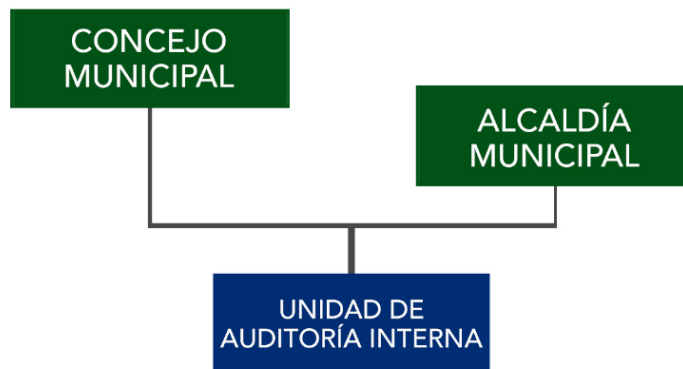 CONCEJO
MUNICIPAL
ALCALDÍA
MUNICIPAL
UNIDAD DE
AUDITORÍA INTERNA